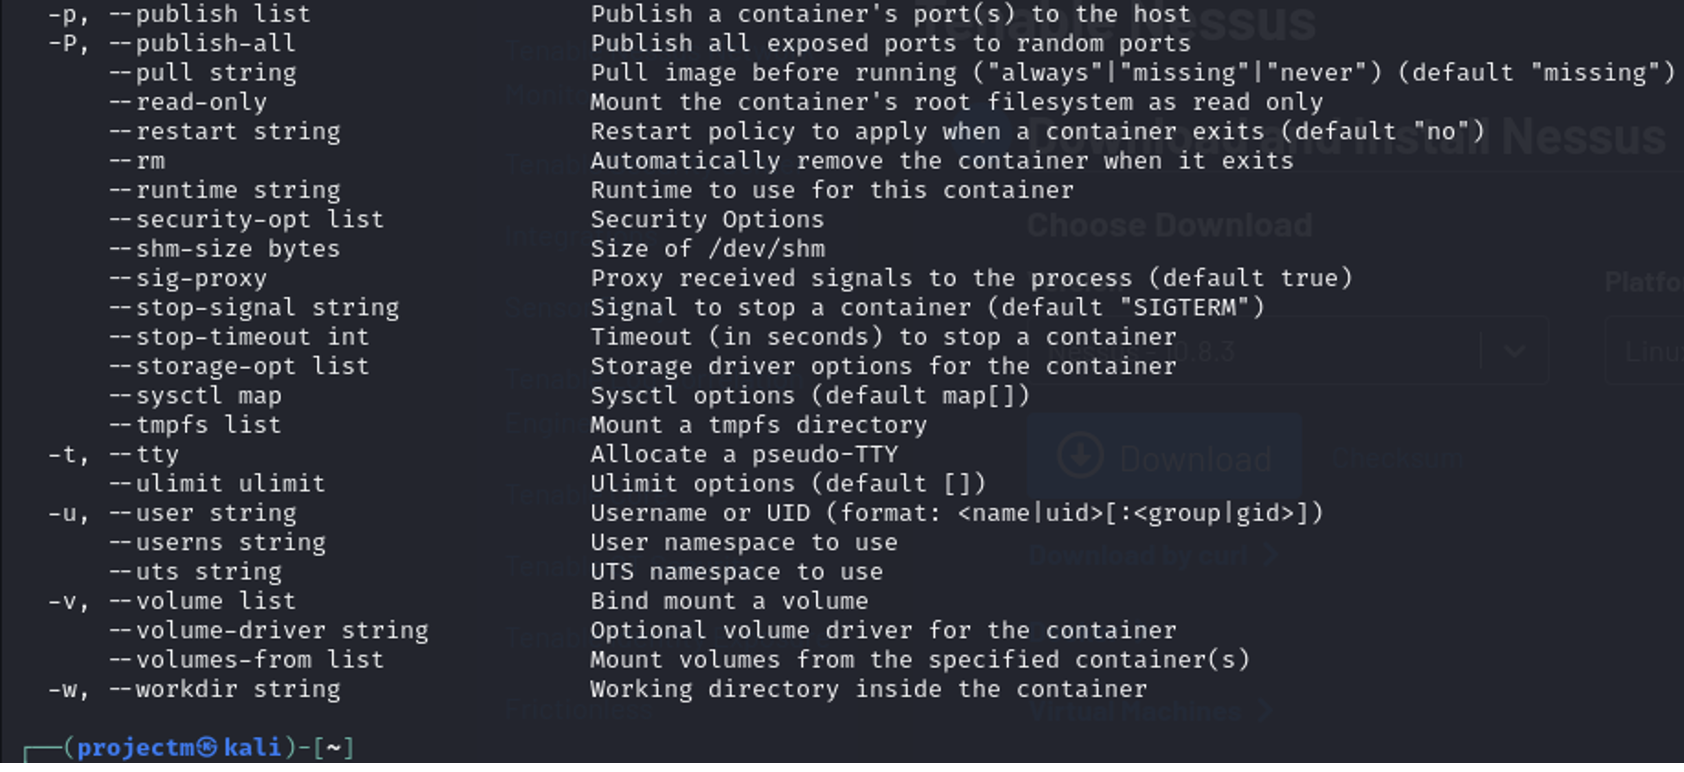 -p, --publish list Publish a container's port(s) to the host
-P, --publish-all Publish all exposed ports to random ports
--pull string Pull image before running ("always"|"missing"|"never") (default "missing")
--read-only Mount the container's root filesystem as read only
--restart string Restart policy to apply when a container exits (default "no")
--rm Automatically remove the container when it exits
--runtime string Runtime to use for this container
--security-opt list Security Options
--shm-size bytes Size of /dev/shm
--sig-proxy Proxy received signals to the process (default true)
--stop-signal string Signal to stop a container (default "SIGTERM")
--stop-timeout int Timeout (in seconds) to stop a container
--storage-opt list Storage driver options for the container
--sysctl map Sysctl options (default map[])
--tmpfs list Mount a tmpfs directory
-t, --tty Allocate a pseudo-TTY
--ulimit ulimit Ulimit options (default [])
-u, --user string Username or UID (format: <name|uid>[:<group|gid>])
--userns string User namespace to use
--uts string UTS namespace to use
-v, --volume list Bind mount a volume
--volume-driver string Optional volume driver for the container
--volumes-from list Mount volumes from the specified container(s)
-w, --workdir string Working directory inside the container
┌──(projectm㉿kali)-[~]
Tenable Nessus
Download and Install Nessus
Choose Download
Nessus - 10.8.3
Download
Checksum
Download by curl
Virtual Machines
Frictionless